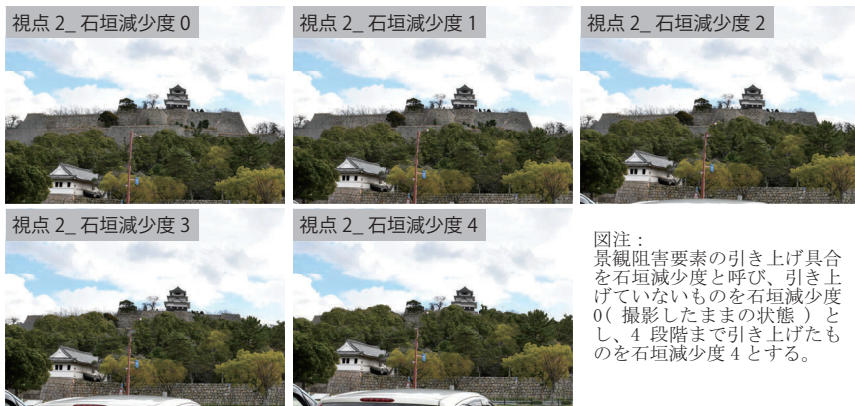 視点 2_ 石垣減少度 0
視点 2_ 石垣減少度 1
視点 2_ 石垣減少度 2
視点 2_ 石垣減少度 3
視点 2_ 石垣減少度 4
図注：
景観阻害要素の引き上げ具合
を石垣減少度と呼び、引き上
げていないものを石垣減少度
0( 撮影したままの状態 ) と
し、4 段階まで引き上げたも
のを石垣減少度 4 とする。